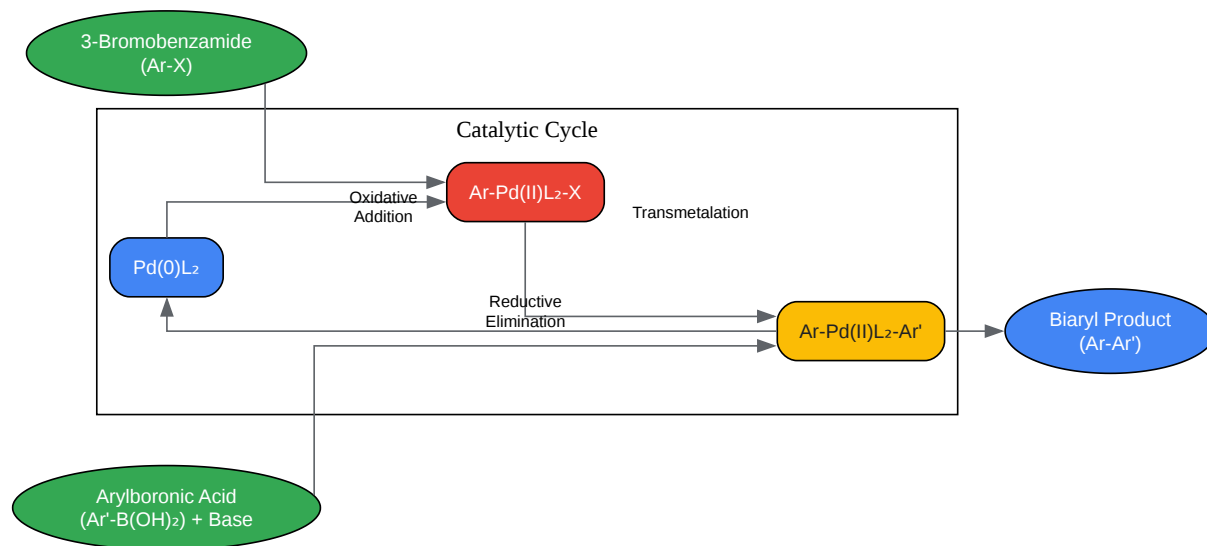 3-Bromobenzamide
(Ar-X)
Catalytic Cycle
Ar-Pd(II)L₂-X
Oxidative
Addition
Transmetalation
Pd(0)L₂
Reductive
Elimination
Ar-Pd(II)L₂-Ar'
Biaryl Product
(Ar-Ar')
Arylboronic Acid
(Ar'-B(OH)₂) + Base